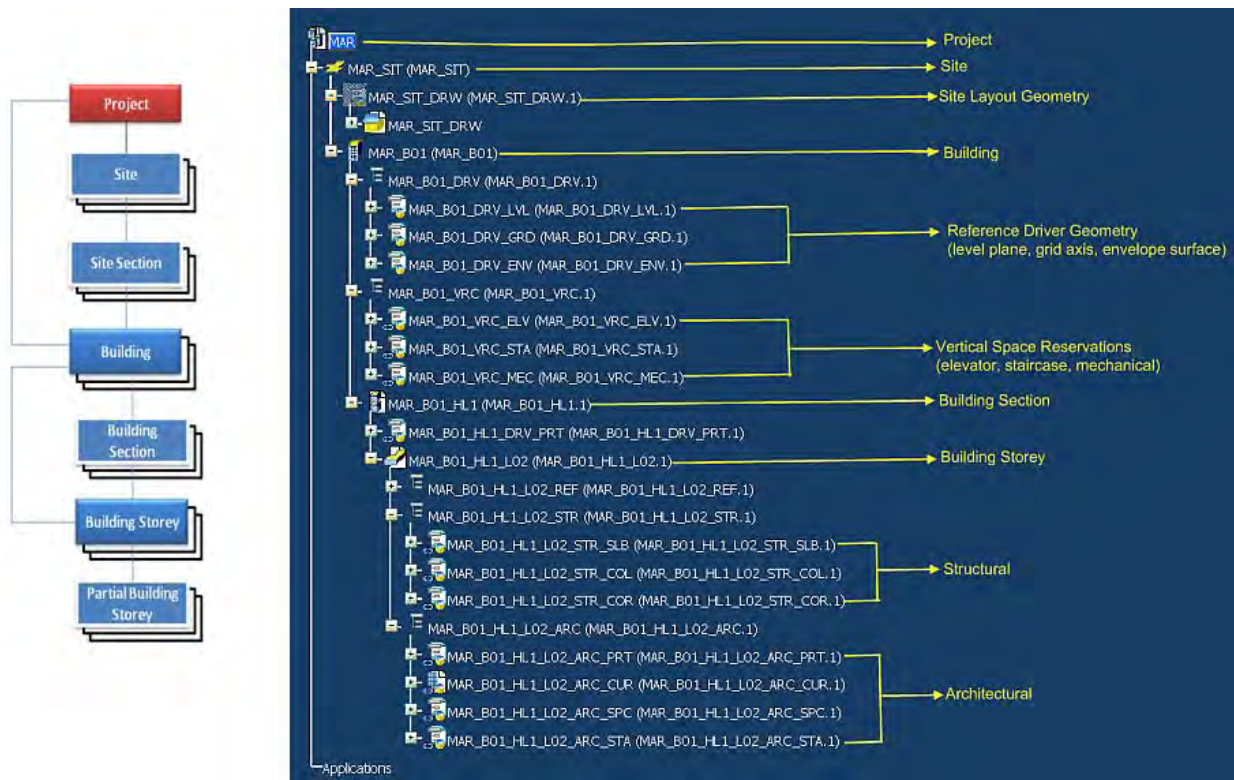 Project
Site
Site Section
Building
Building
Section
Building Storey
Partial Building
Storey
MAR
Project
MAR_SIT (MAR_SIT)
Site
MAR_SIT_DRW (MAR_SIT_DRW.1)
Site Layout Geometry
MAR_SIT_DRW
MAR_B01 (MAR_B01)
Building
MAR_B01_DRV (MAR_B01_DRV.1)
MAR_B01_DRV_LVL (MAR_B01_DRV_LVL.1)
MAR_B01_DRV_GRD (MAR_B01_DRV_GRD.1)
MAR_B01_DRV_ENV (MAR_B01_DRV_ENV.1)
Reference Driver Geometry
(level plane, grid axis, envelope surface)
MAR_B01_VRC (MAR_B01_VRC.1)
MAR_B01_VRC_ELV (MAR_B01_VRC_ELV.1)
MAR_B01_VRC_STA (MAR_B01_VRC_STA.1)
MAR_B01_VRC_MEC (MAR_B01_VRC_MEC.1)
Vertical Space Reservations
(elevator, staircase, mechanical)
MAR_B01_HL1 (MAR_B01_HL1.1)
Building Section
MAR_B01_HL1_DRV_PRT (MAR_B01_HL1_DRV_PRT.1)
MAR_B01_HL1_L02 (MAR_B01_HL1_L02.1)
Building Storey
MAR_B01_HL1_L02_REF (MAR_B01_HL1_L02_REF.1)
MAR_B01_HL1_L02_STR (MAR_B01_HL1_L02_STR.1)
MAR_B01_HL1_L02_STR_SLB (MAR_B01_HL1_L02_STR_SLB.1)
MAR_B01_HL1_L02_STR_COL (MAR_B01_HL1_L02_STR_COL.1)
MAR_B01_HL1_L02_STR_COR (MAR_B01_HL1_L02_STR_COR.1)
Structural
MAR_B01_HL1_L02_ARC (MAR_B01_HL1_L02_ARC.1)
MAR_B01_HL1_L02_ARC_PRT (MAR_B01_HL1_L02_ARC_PRT.1)
MAR_B01_HL1_L02_ARC_CUR (MAR_B01_HL1_L02_ARC_CUR.1)
MAR_B01_HL1_L02_ARC_SPC (MAR_B01_HL1_L02_ARC_SPC.1)
MAR_B01_HL1_L02_ARC_STA (MAR_B01_HL1_L02_ARC_STA.1)
Architectural
Applications